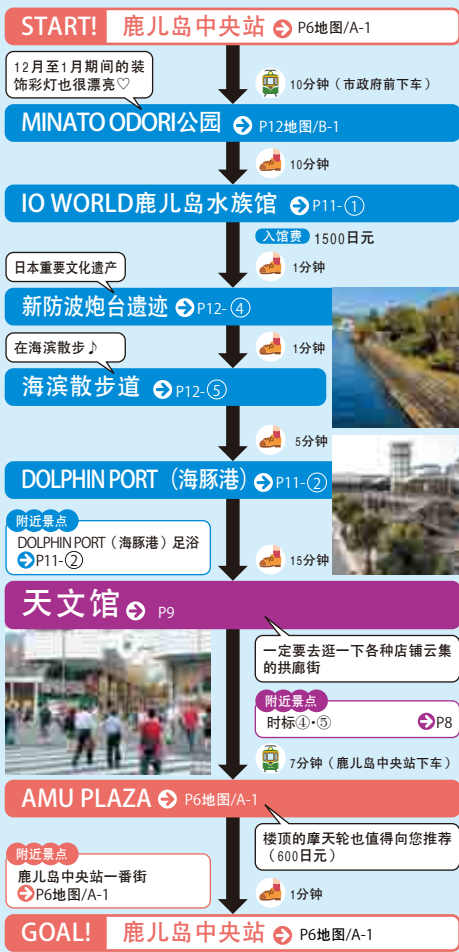 START! 鹿儿岛中央站 P6地图/A-1
12月至1月期间的装
饰彩灯也很漂亮♡
10分钟（市政府前下车）
MINATO ODORI公园 P12地图/B-1
10分钟
IO WORLD鹿儿岛水族馆 P11-①
入馆费 1500日元
1分钟
日本重要文化遗产
新防波炮台遗迹 P12-④
1分钟
在海滨散步♪
海滨散步道 P12-⑤
5分钟
DOLPHIN PORT（海豚港） P11-②
附近景点
DOLPHIN PORT（海豚港）足浴
P11-②
15分钟
天文馆 P9
一定要去逛一下各种店铺云集
的拱廊街
附近景点
时标④·⑤ P8
7分钟（鹿儿岛中央站下车）
AMU PLAZA P6地图/A-1
楼顶的摩天轮也值得向您推荐
（600日元）
附近景点
鹿儿岛中央站一番街
P6地图/A-1
1分钟
GOAL! 鹿儿岛中央站 P6地图/A-1